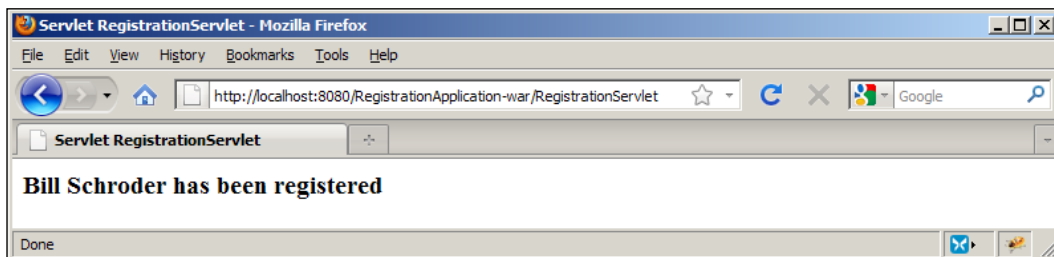 Servlet RegistrationServlet - Mozilla Firefox
File Edit View History Bookmarks Tools Help
http://localhost:8080/RegistrationApplication-war/RegistrationServlet Google
Servlet RegistrationServlet
Bill Schroder has been registered
Done